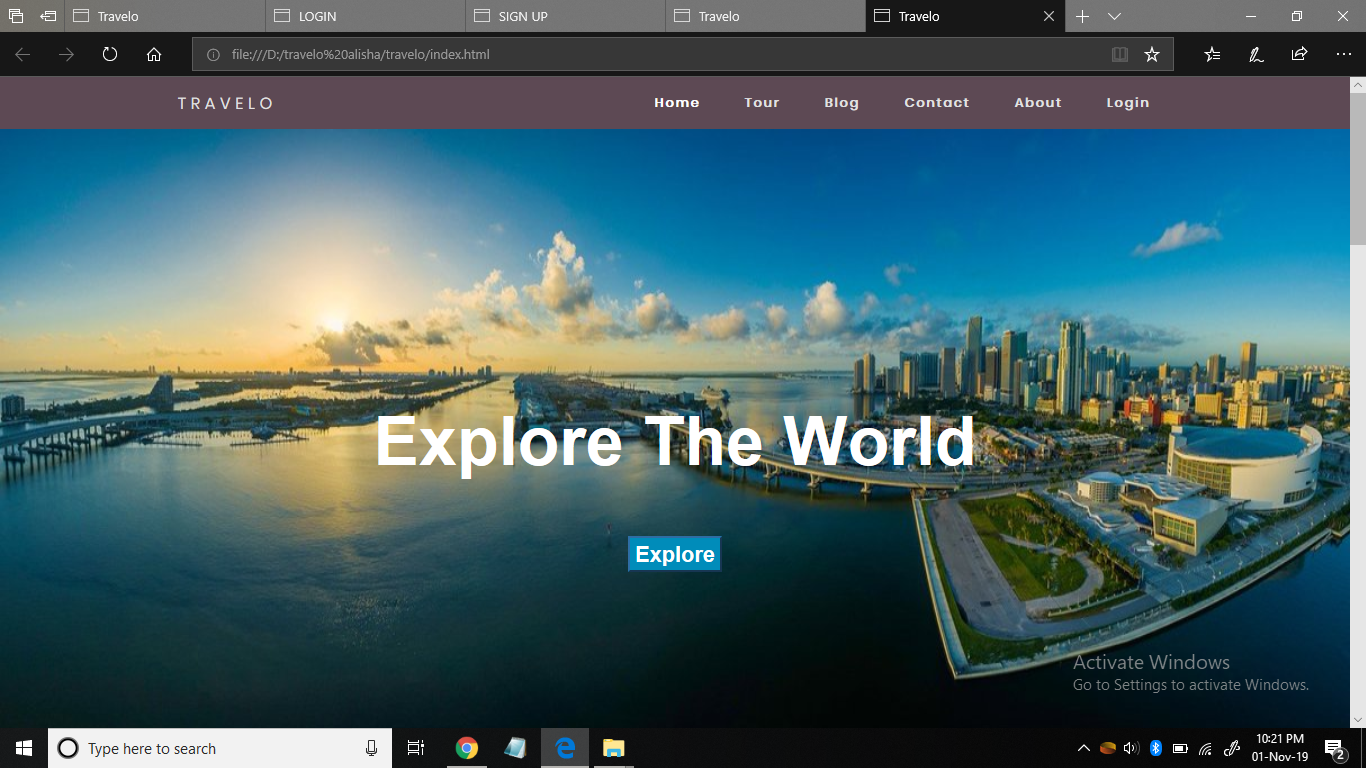 Travelo
LOGIN
SIGN UP
Travelo
Travelo
file:///D:/travelo%20alisha/travelo/index.html
TRAVELO
Home
Tour
Blog
Contact
About
Login
Explore The World
Explore
Activate Windows
Go to Settings to activate Windows.
Type here to search
10:21 PM
01-Nov-19
2